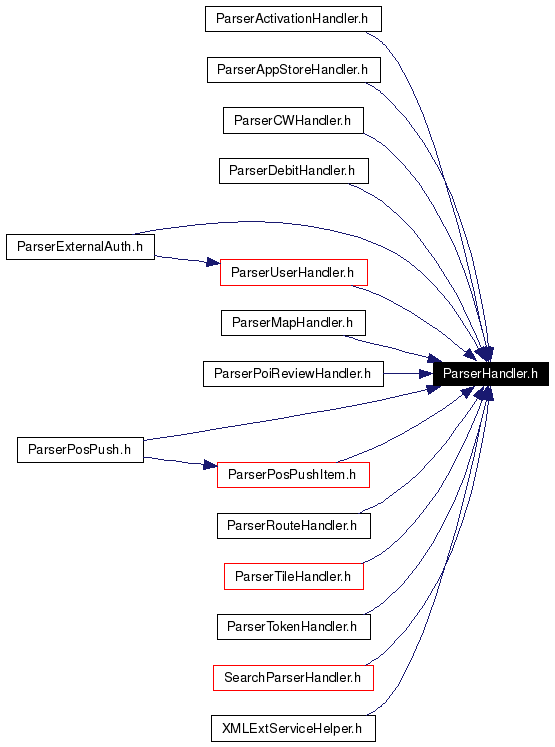 ParserActivationHandler.h
ParserAppStoreHandler.h
ParserCWHandler.h
ParserDebitHandler.h
ParserExternalAuth.h
ParserUserHandler.h
ParserMapHandler.h
ParserPoiReviewHandler.h
ParserHandler.h
ParserPosPush.h
ParserPosPushItem.h
ParserRouteHandler.h
ParserTileHandler.h
ParserTokenHandler.h
SearchParserHandler.h
XMLExtServiceHelper.h